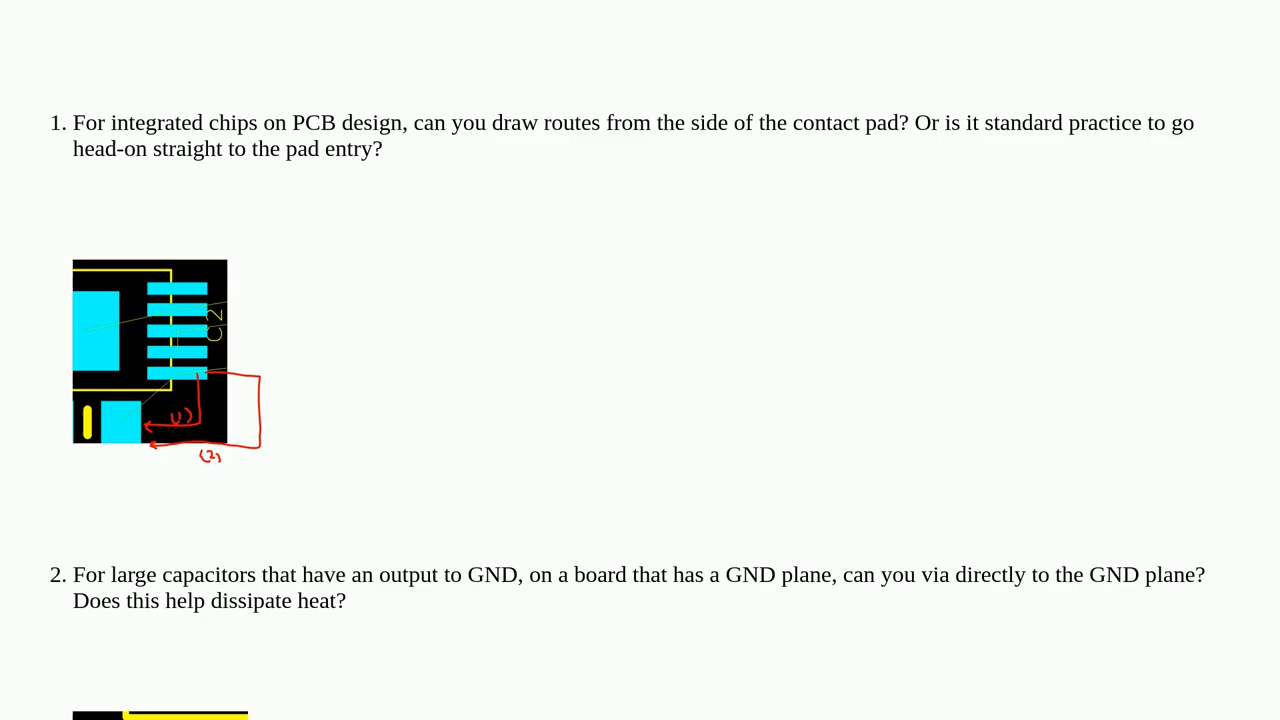 1. For integrated chips on PCB design, can you draw routes from the side of the contact pad? Or is it standard practice to go
head-on straight to the pad entry?
C2
(1)
(2)
2. For large capacitors that have an output to GND, on a board that has a GND plane, can you via directly to the GND plane?
Does this help dissipate heat?